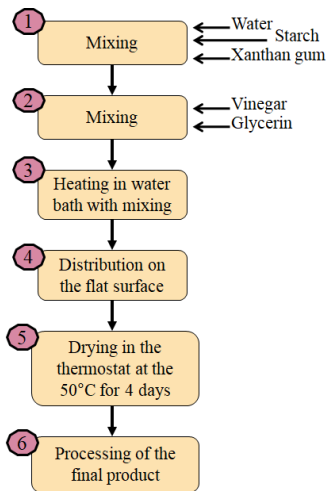 1
Water
Starch
Mixing
Xanthan gum
2
Vinegar
Mixing
Glycerin
3
Heating in water
bath with mixing
4
Distribution on
the flat surface
5
Drying in the
thermostat at the
50°C for 4 days
6
Processing of the
final product